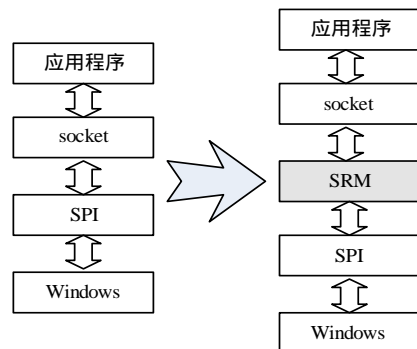 应用程序
socket
SPI
Windows
应用程序
socket
SRM
SPI
Windows